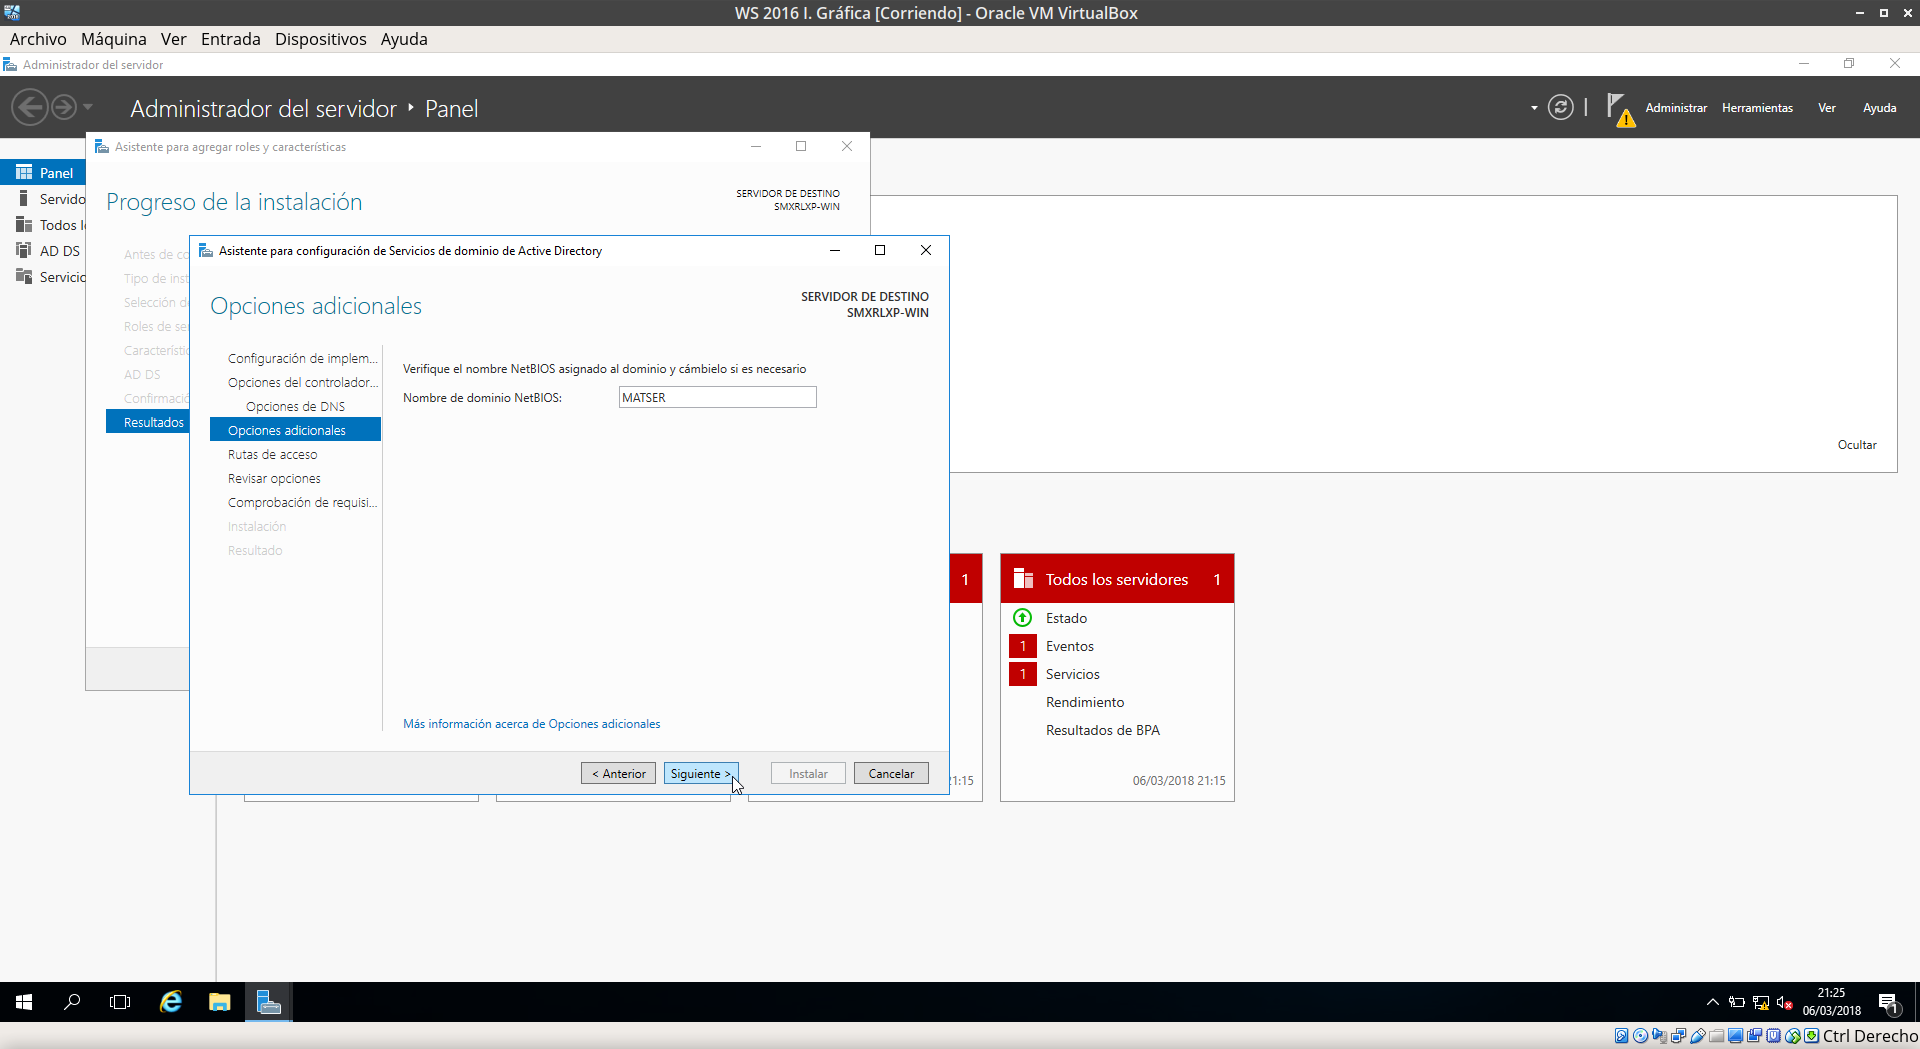 WS 2016 I. Gráfica [Corriendo] - Oracle VM VirtualBox
Archivo Máquina Ver Entrada Dispositivos Ayuda
Administrador del servidor
Administrador del servidor ‣ Panel
Administrar Herramientas Ver Ayuda
Asistente para agregar roles y características
Panel
Servido
Todos l
AD DS
Servicio
Progreso de la instalación
SERVIDOR DE DESTINO
SMXRLXP-WIN
Antes de co
Tipo de inst
Selección d
Roles de se
Característic
AD DS
Confirmació
Resultados
Asistente para configuración de Servicios de dominio de Active Directory
Opciones adicionales
SERVIDOR DE DESTINO
SMXRLXP-WIN
Configuración de implem...
Opciones del controlador...
Opciones de DNS
Opciones adicionales
Rutas de acceso
Revisar opciones
Comprobación de requisi...
Instalación
Resultado
Verifique el nombre NetBIOS asignado al dominio y cámbielo si es necesario
Nombre de dominio NetBIOS: MATSER
Más información acerca de Opciones adicionales
< Anterior Siguiente > Instalar Cancelar
Ocultar
1
1:15
Todos los servidores 1
Estado
1 Eventos
1 Servicios
Rendimiento
Resultados de BPA
06/03/2018 21:15
21:25
06/03/2018
1
Ctrl Derecho